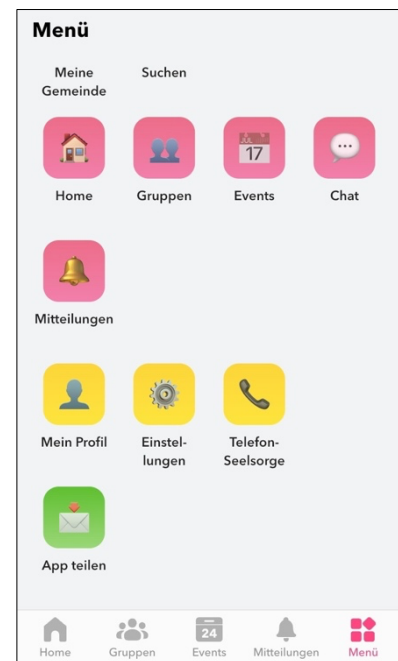 Menü
Meine
Gemeinde
Suchen
17
Home
Gruppen
Events
Chat
Mitteilungen
Mein Profil
Einstel-
lungen
Telefon-
Seelsorge
App teilen
24
Home
Gruppen
Events
Mitteilungen
Menü